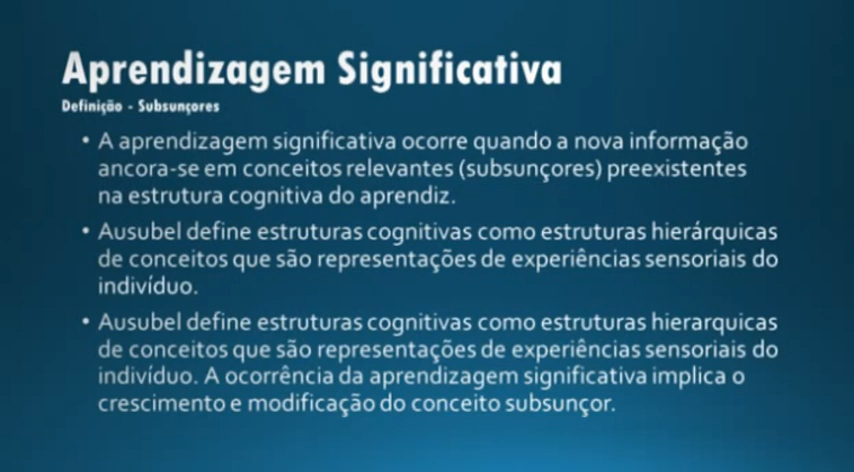 Aprendizagem Significativa
Definição - Subsunçores
• A aprendizagem significativa ocorre quando a nova informação
ancora-se em conceitos relevantes (subsunçores) preexistentes
na estrutura cognitiva do aprendiz.
• Ausubel define estruturas cognitivas como estruturas hierárquicas
de conceitos que são representações de experiências sensoriais do
indivíduo.
• Ausubel define estruturas cognitivas como estruturas hierarquicas
de conceitos que são representações de experiências sensoriais do
indivíduo. A ocorrência da aprendizagem significativa implica o
crescimento e modificação do conceito subsunçor.